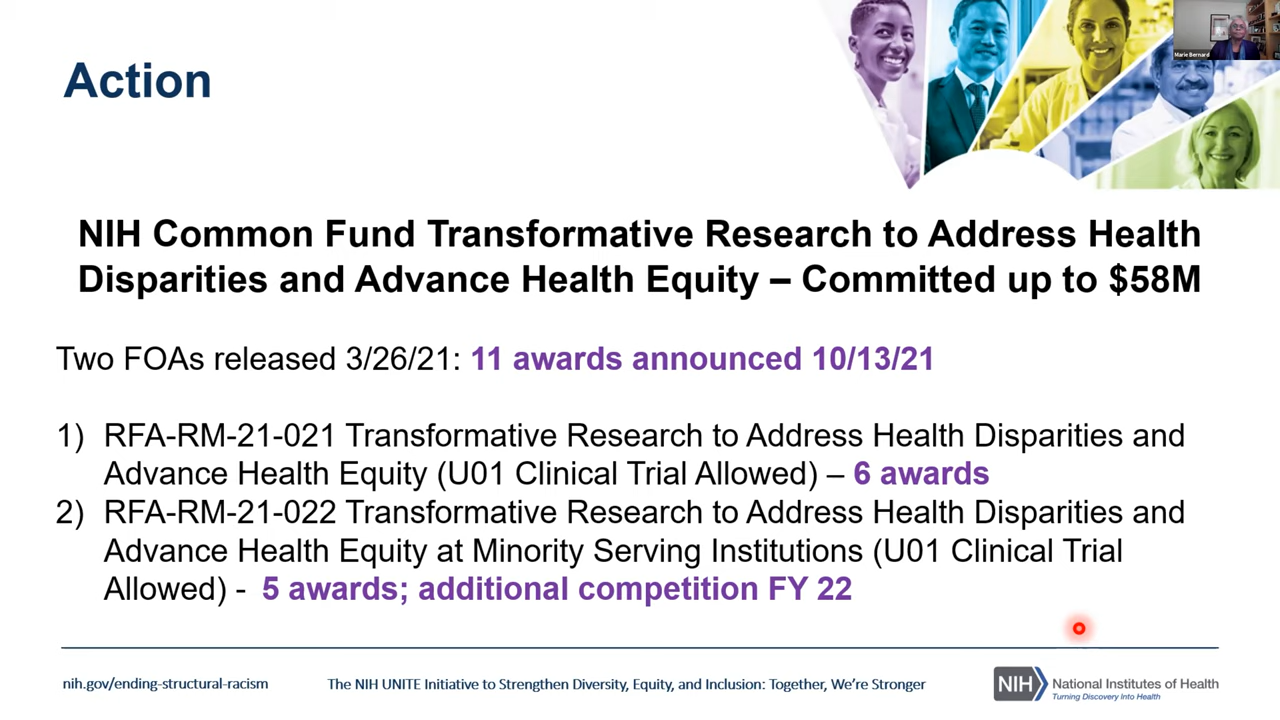 Action
Marie Bernard
NIH Common Fund Transformative Research to Address Health
Disparities and Advance Health Equity – Committed up to $58M
Two FOAs released 3/26/21: 11 awards announced 10/13/21
1) RFA-RM-21-021 Transformative Research to Address Health Disparities and
Advance Health Equity (U01 Clinical Trial Allowed) – 6 awards
2) RFA-RM-21-022 Transformative Research to Address Health Disparities and
Advance Health Equity at Minority Serving Institutions (U01 Clinical Trial
Allowed) - 5 awards; additional competition FY 22
nih.gov/ending-structural-racism
The NIH UNITE Initiative to Strengthen Diversity, Equity, and Inclusion: Together, We’re Stronger
NIH
National Institutes of Health
Turning Discovery Into Health